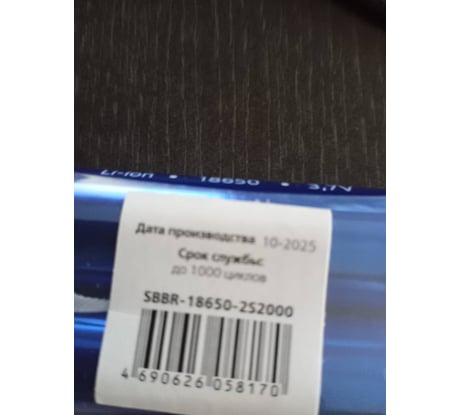 Li-ion • 18650 • 3,7V
Дата производства 10-2025
Срок службы:
до 1000 циклов
SBBR-18650-2S2000
4 690626 058170